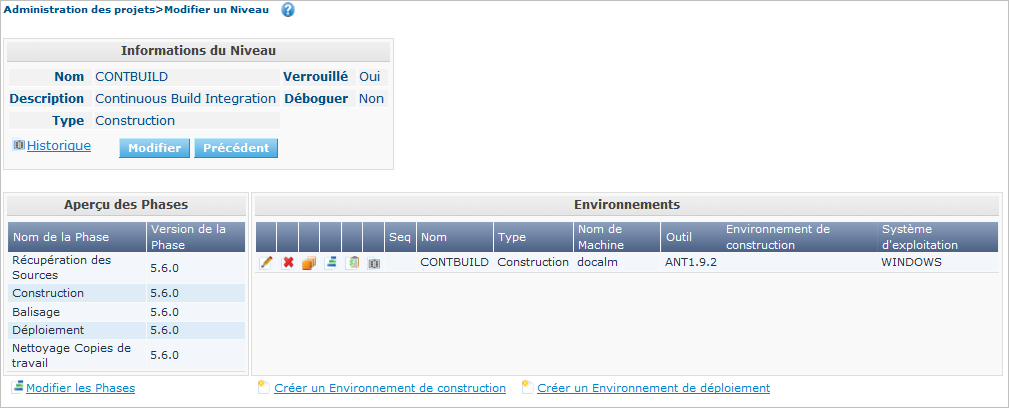 Administration des projets>Modifier un Niveau
Informations du Niveau
Nom CONTBUILD Verrouillé Oui
Description Continuous Build Integration Déboguer Non
Type Construction
Historique Modifier Précédent
Aperçu des Phases
Nom de la Phase Version de la Phase
Récupération des Sources 5.6.0
Construction 5.6.0
Balisage 5.6.0
Déploiement 5.6.0
Nettoyage Copies de travail 5.6.0
Modifier les Phases
Environnements
Seq Nom Type Nom de Machine Outil Environnement de construction Système d'exploitation
CONTBUILD Construction docalm ANT1.9.2 WINDOWS
Créer un Environnement de construction Créer un Environnement de déploiement